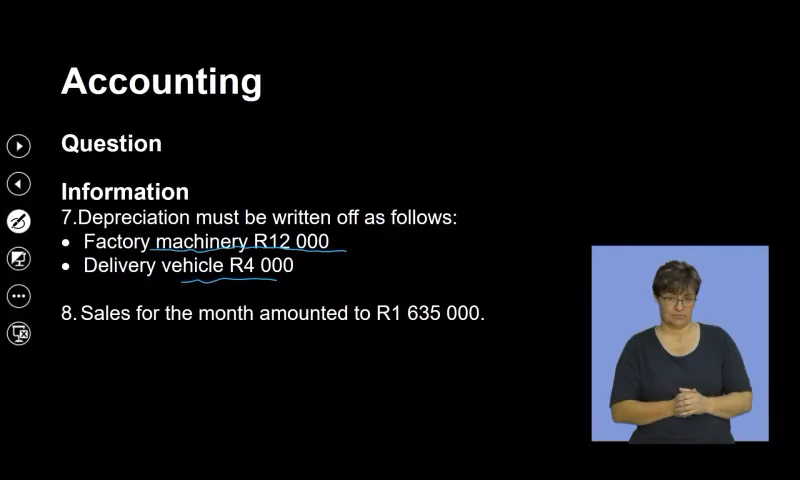 Accounting
Question
Information
7.Depreciation must be written off as follows:
• Factory machinery R12 000
• Delivery vehicle R4 000
8. Sales for the month amounted to R1 635 000.